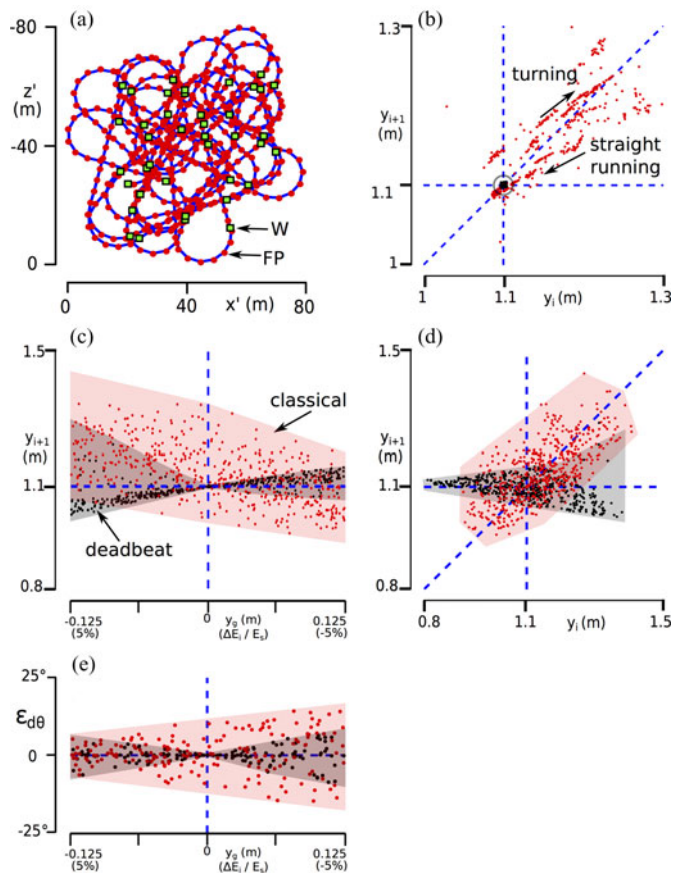 (a)
-80
z'
(m)
-40
0
W
FP
0
40
80
x' (m)
(b)
1.3
y_{i+1}
(m)
1.1
1
turning
straight
running
1
1.1
1.3
y_i (m)
(c)
1.5
y_{i+1}
(m)
1.1
0.8
classical
deadbeat
-0.125
(5%)
0
y_g (m)
(ΔE_i / E_s)
0.125
(-5%)
(d)
1.5
y_{i+1}
(m)
1.1
0.8
0.8
1.1
1.5
y_i (m)
(e)
25°
ε_{dθ}
0
-25°
-0.125
(5%)
0
y_g (m)
(ΔE_i / E_s)
0.125
(-5%)